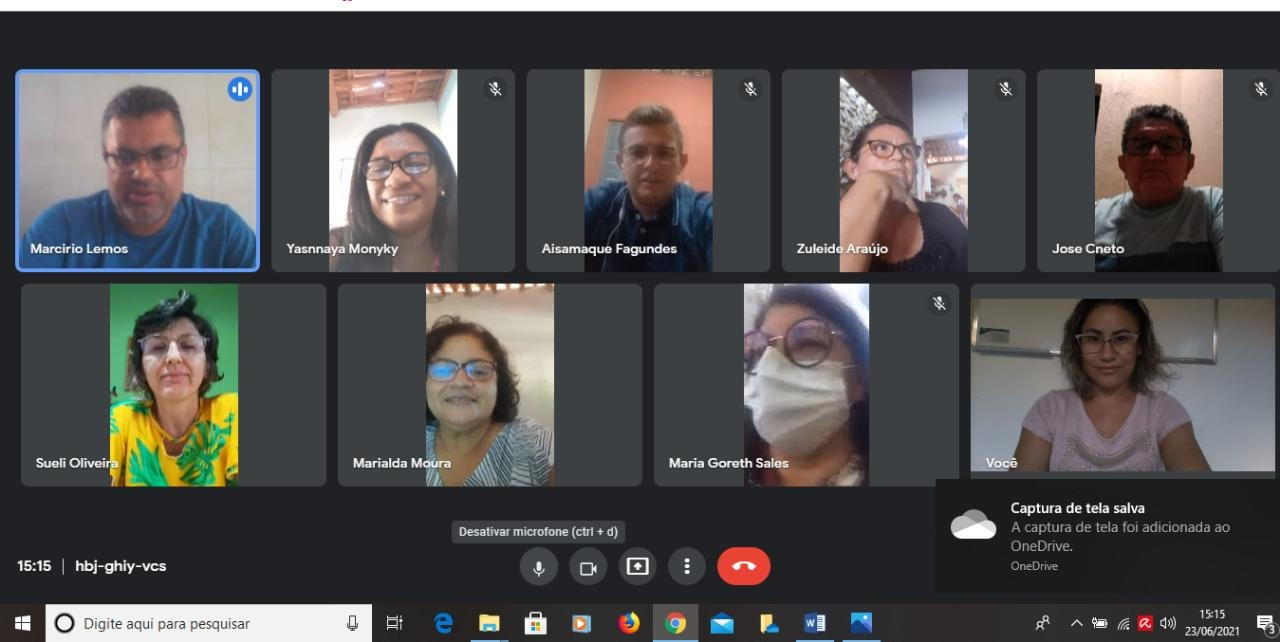 Marcirio Lemos
Yasnnaya Monyky
Aisamaque Fagundes
Zuleide Araújo
Jose Cneto
Sueli Oliveira
Marialda Moura
Maria Goreth Sales
Você
Captura de tela salva
A captura de tela foi adicionada ao
OneDrive.
OneDrive
Desativar microfone (ctrl + d)
15:15 | hbj-ghiy-vcs
Digite aqui para pesquisar
15:15
23/06/2021
3